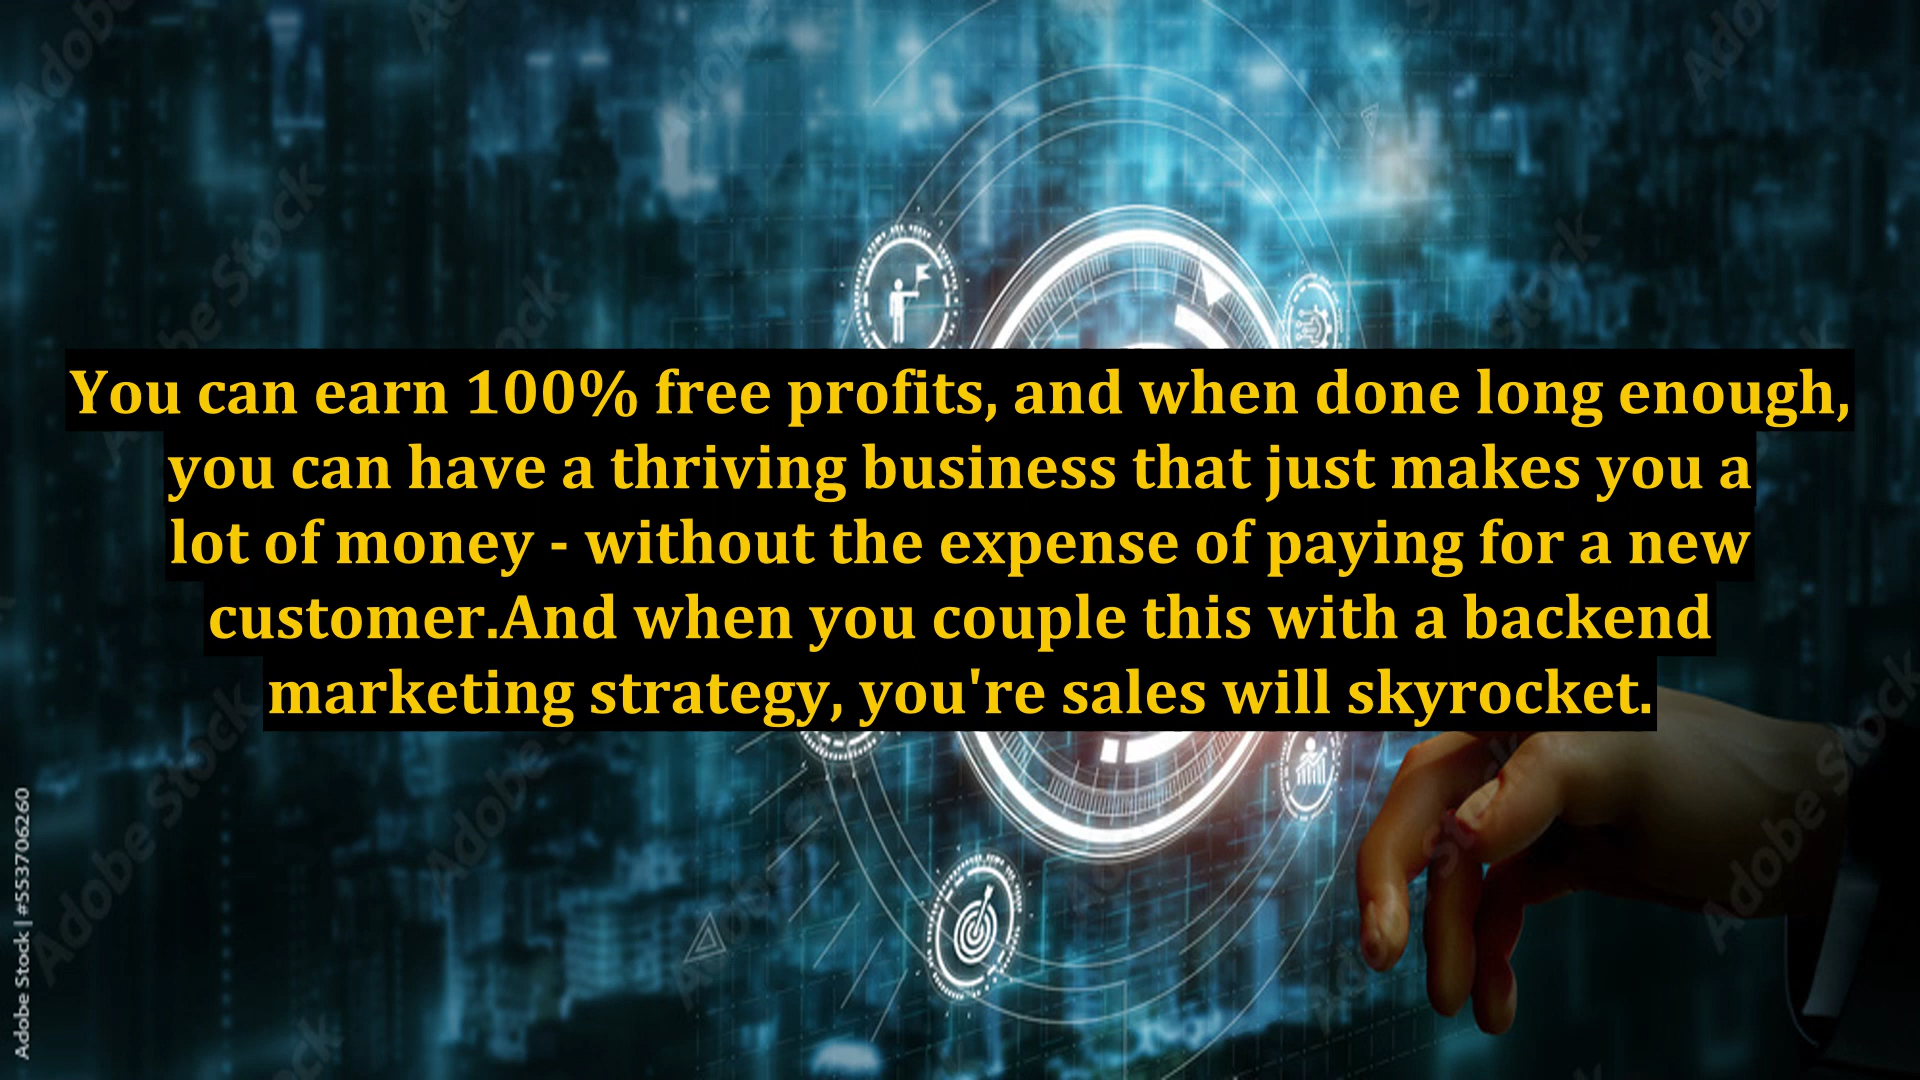 You can earn 100% free profits, and when done long enough,
you can have a thriving business that just makes you a
lot of money - without the expense of paying for a new
customer.And when you couple this with a backend
marketing strategy, you're sales will skyrocket.
Adobe Stock | #553706260
Adobe Stock